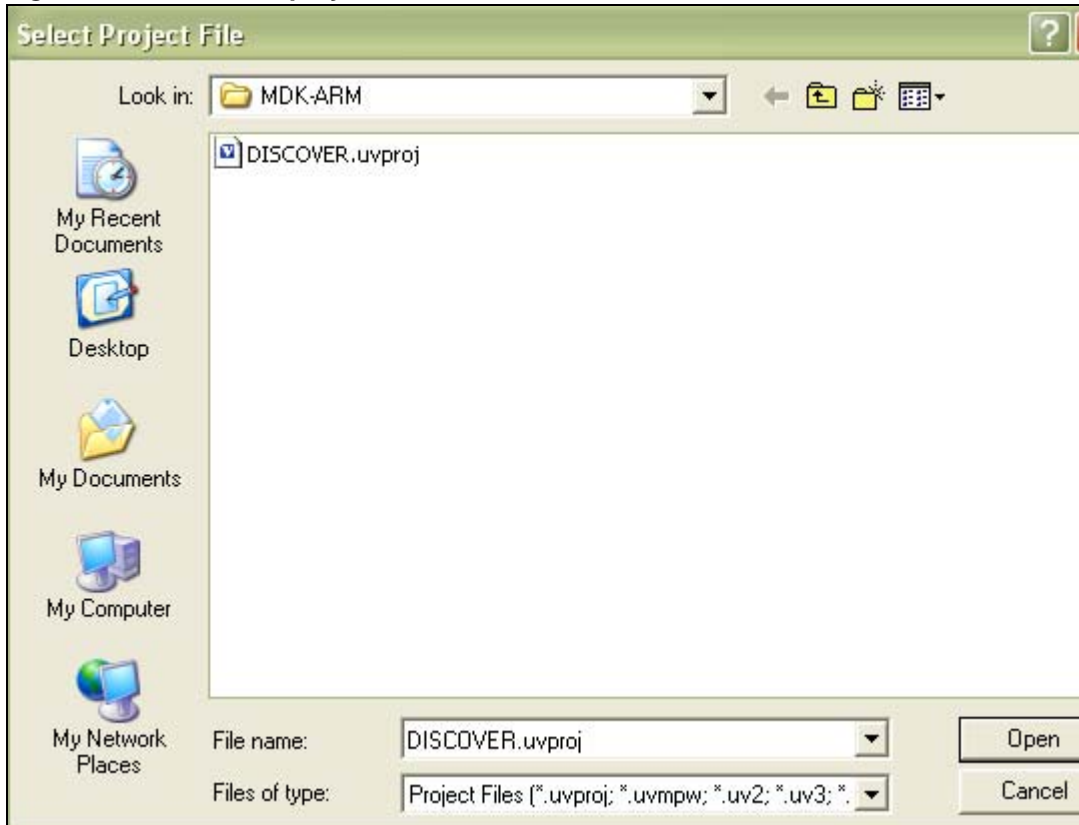 Select Project File
Look in: MDK-ARM
DISCOVER.uvproj
My Recent
Documents
Desktop
My Documents
My Computer
My Network
Places
File name: DISCOVER.uvproj
Open
Files of type: Project Files (*.uvproj; *.uvmpw; *.uv2; *.uv3; *.
Cancel